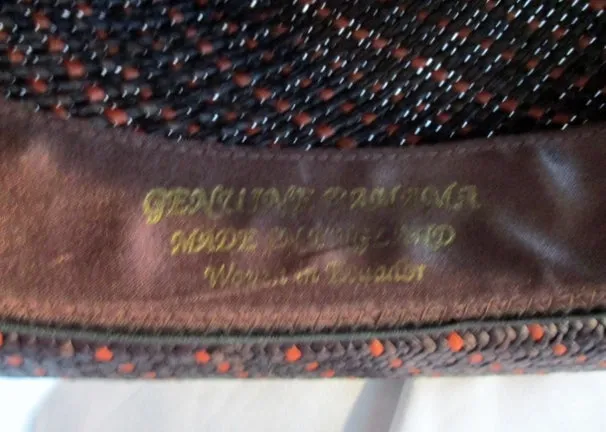 GENUINE PANAMA
MADE IN ENGLAND
Woven in Ecuador